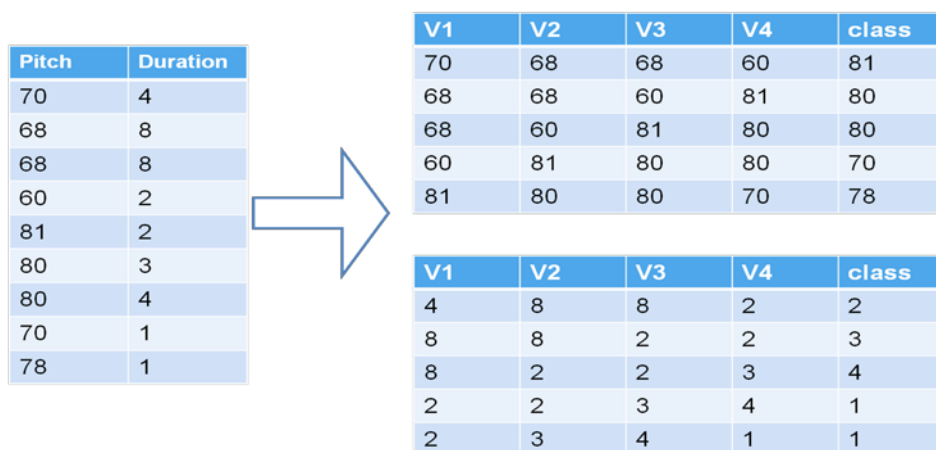 Pitch Duration
70 4
68 8
68 8
60 2
81 2
80 3
80 4
70 1
78 1
V1 V2 V3 V4 class
70 68 68 60 81
68 68 60 81 80
68 60 81 80 80
60 81 80 80 70
81 80 80 70 78
V1 V2 V3 V4 class
4 8 8 2 2
8 8 2 2 3
8 2 2 3 4
2 2 3 4 1
2 3 4 1 1